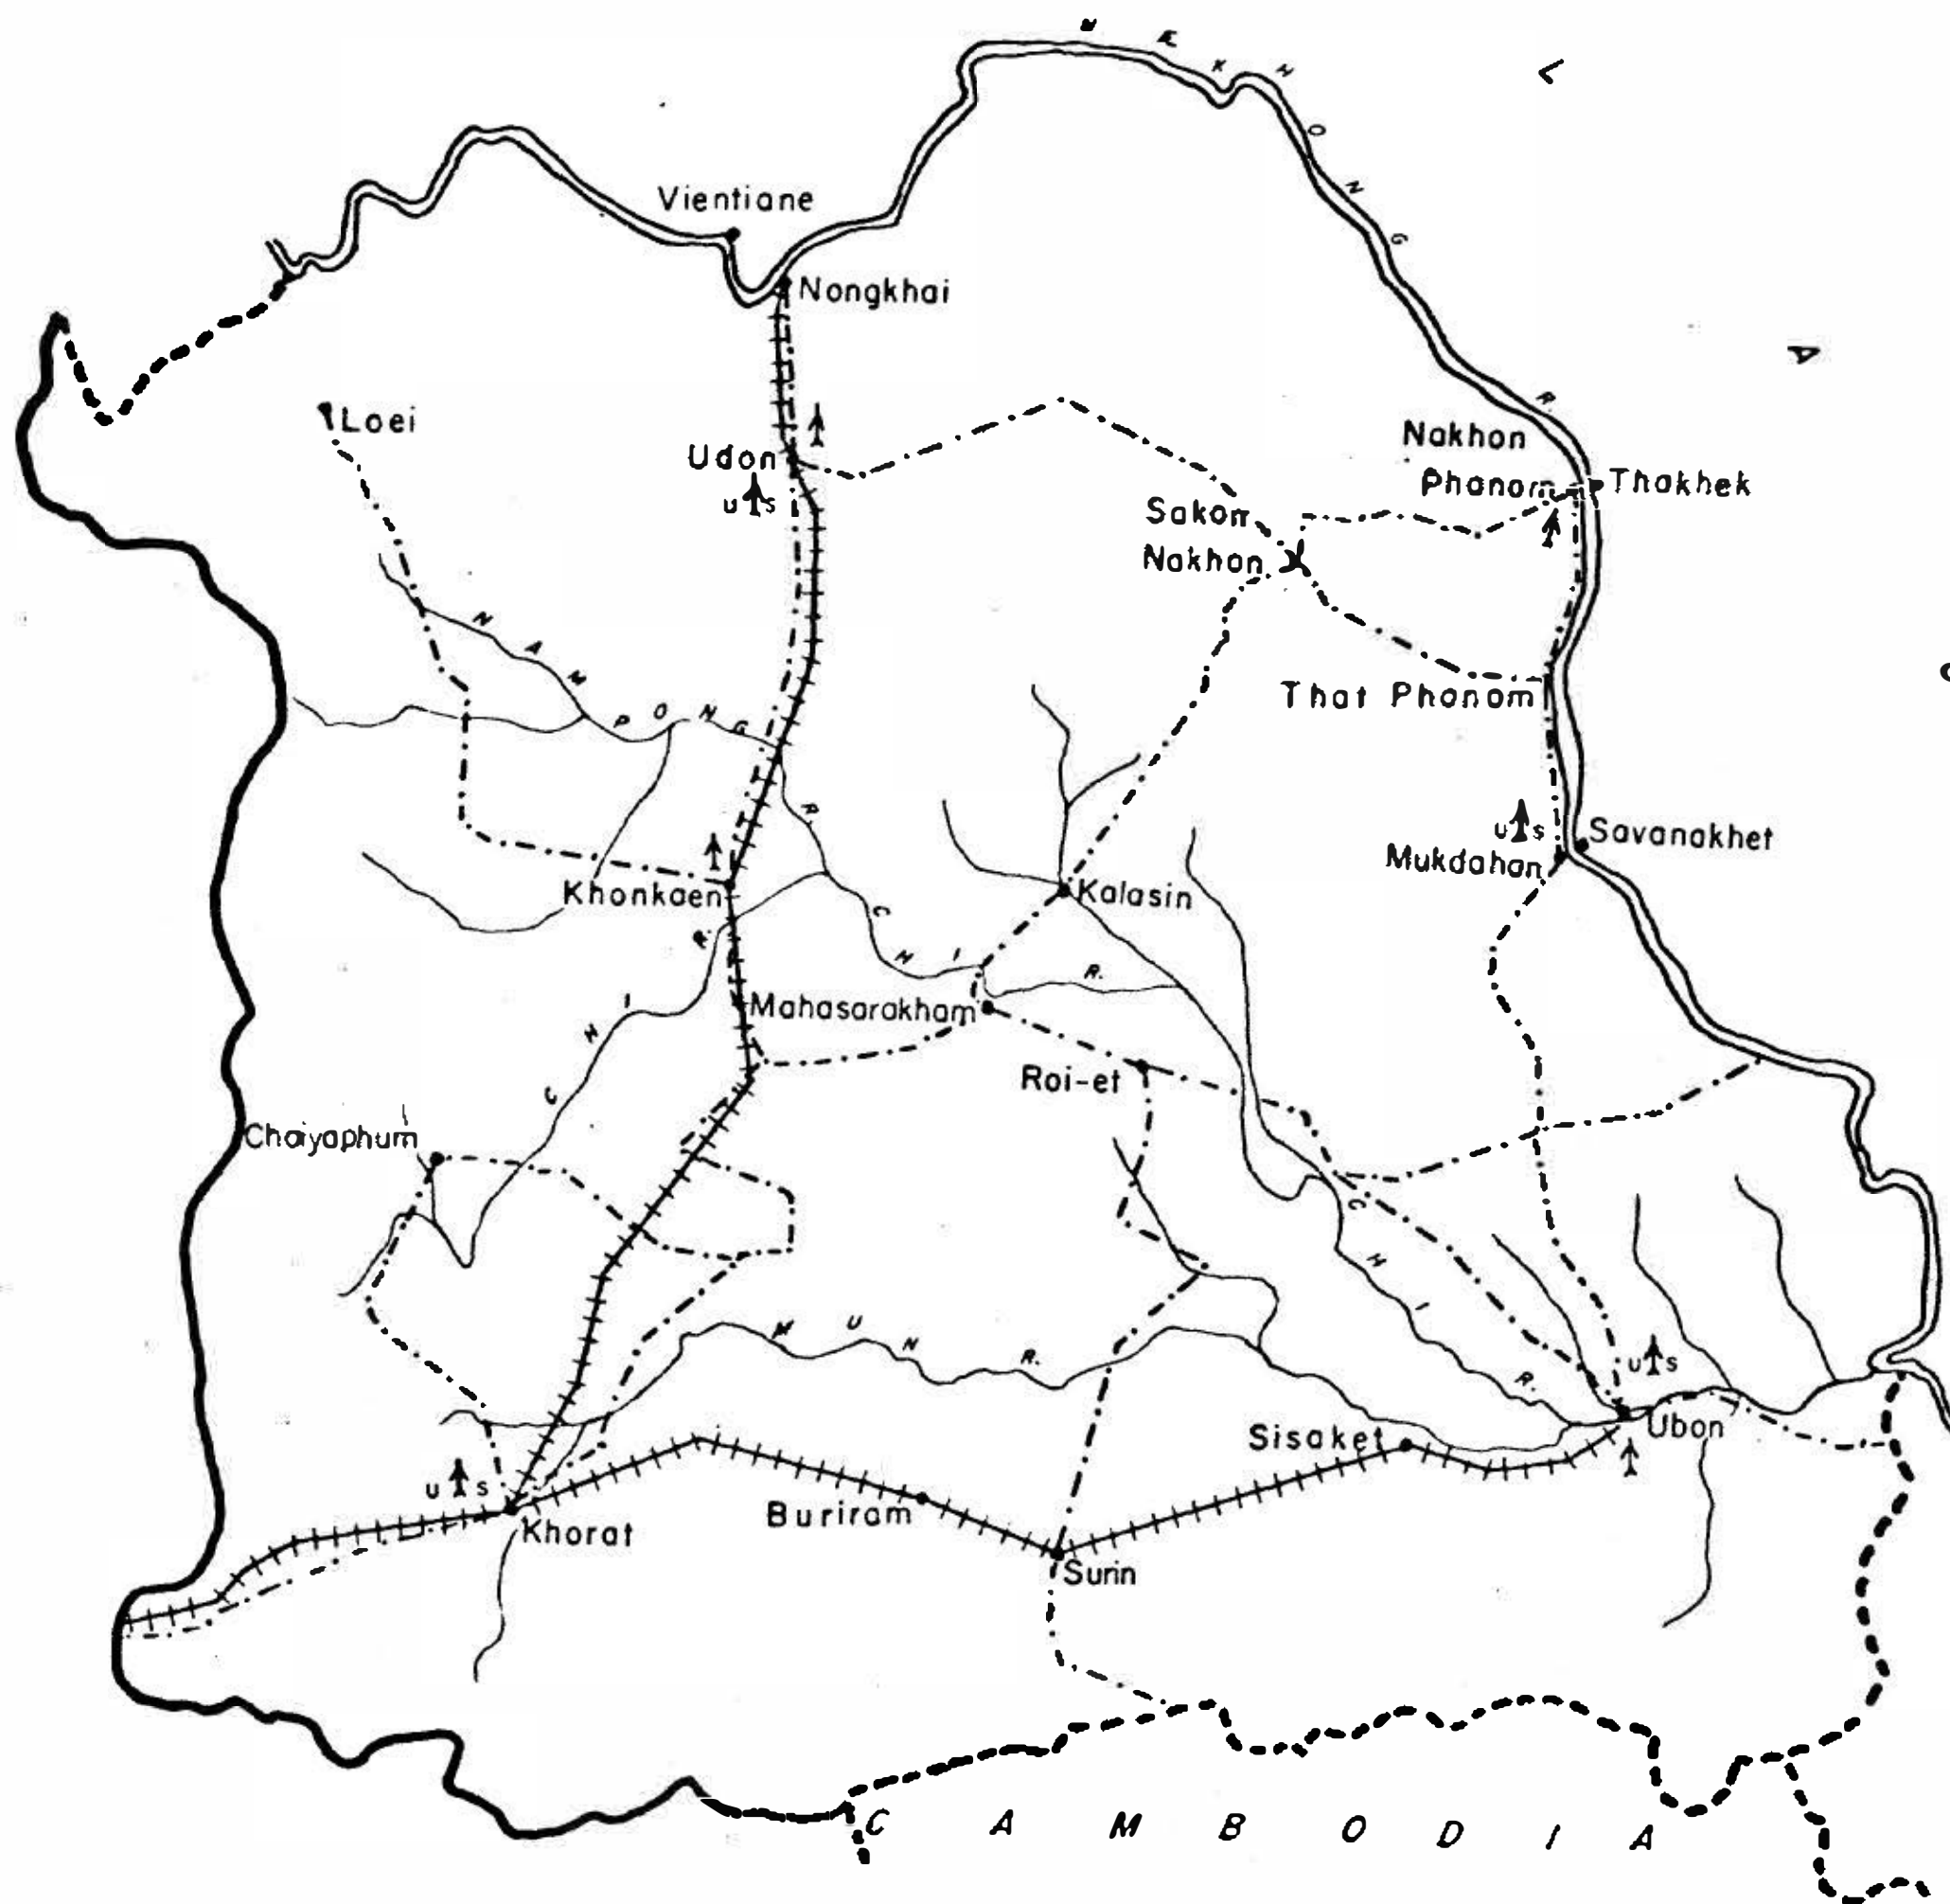 MEKHONG R.
L
A
O
Vientiane
Nongkhai
Loei
Udon
U S
Nakhon
Phanom
Thakhek
Sakon
Nakhon
NAM PONG R.
That Phanom
U S
Savanakhet
Mukdahan
Khonkaen
Kalasin
CHI R.
CHI R.
Mahasarakham
Roi-et
Chaiyaphum
CHI R.
MUN R.
U S
Ubon
Sisaket
U S
Khorat
Buriram
Surin
CAMBODIA